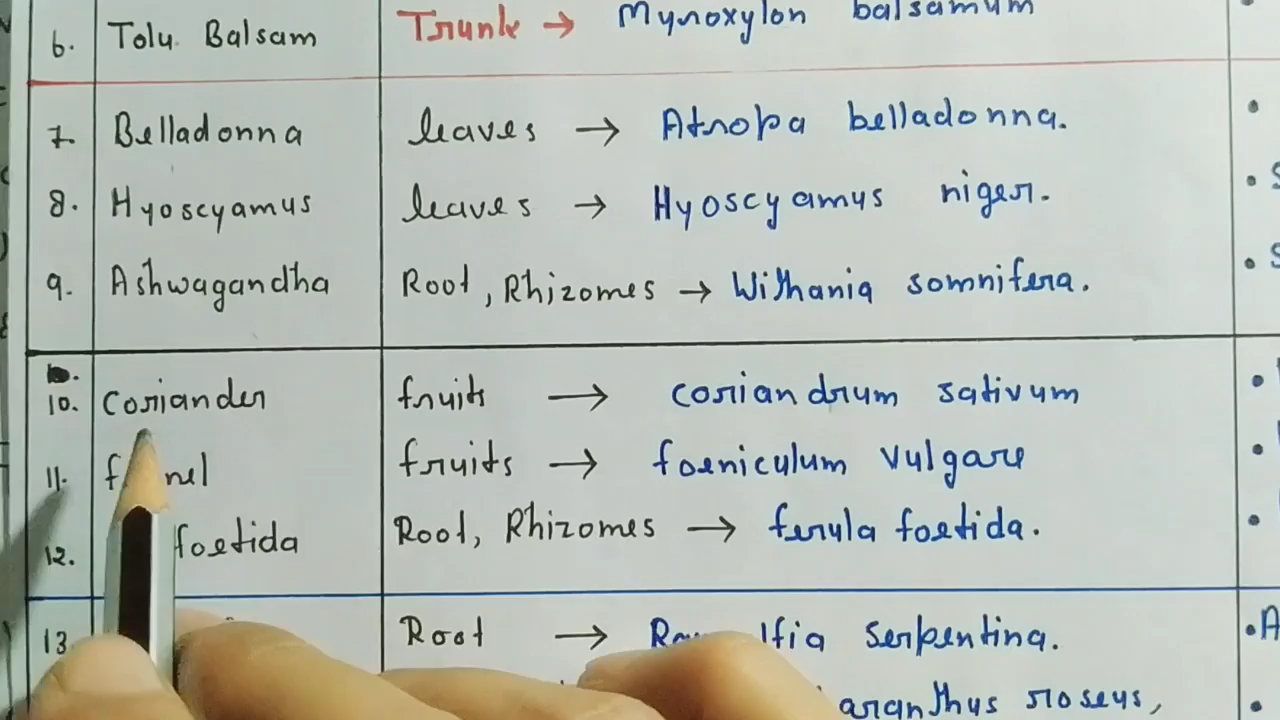 6. Tolu Balsam Trunk → Myroxylon balsamum
7. Belladonna leaves → Atropa belladonna.
8. Hyoscyamus leaves → Hyoscyamus niger.
9. Ashwagandha Root, Rhizomes → Withania somnifera.
10. Coriander fruits → coriandrum sativum
11. fruits → foeniculum vulgare
12. foetida Root, Rhizomes → ferula foetida.
13 Root → serpentina.
roseus,